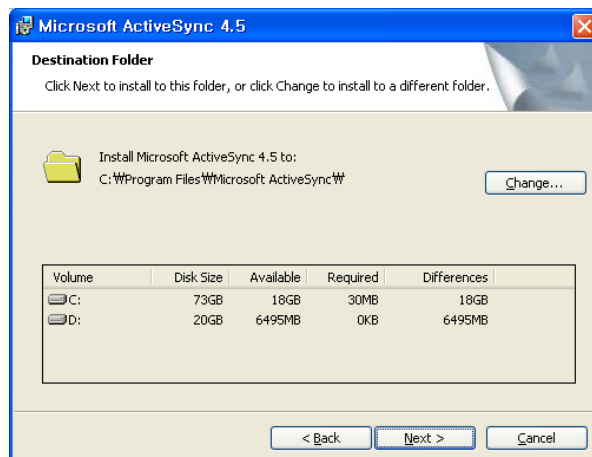 Microsoft ActiveSync 4.5
Destination Folder
Click Next to install to this folder, or click Change to install to a different folder.
Install Microsoft ActiveSync 4.5 to:
C:₩Program Files₩Microsoft ActiveSync₩
Change...
Volume Disk Size Available Required Differences
C: 73GB 18GB 30MB 18GB
D: 20GB 6495MB 0KB 6495MB
< Back Next > Cancel